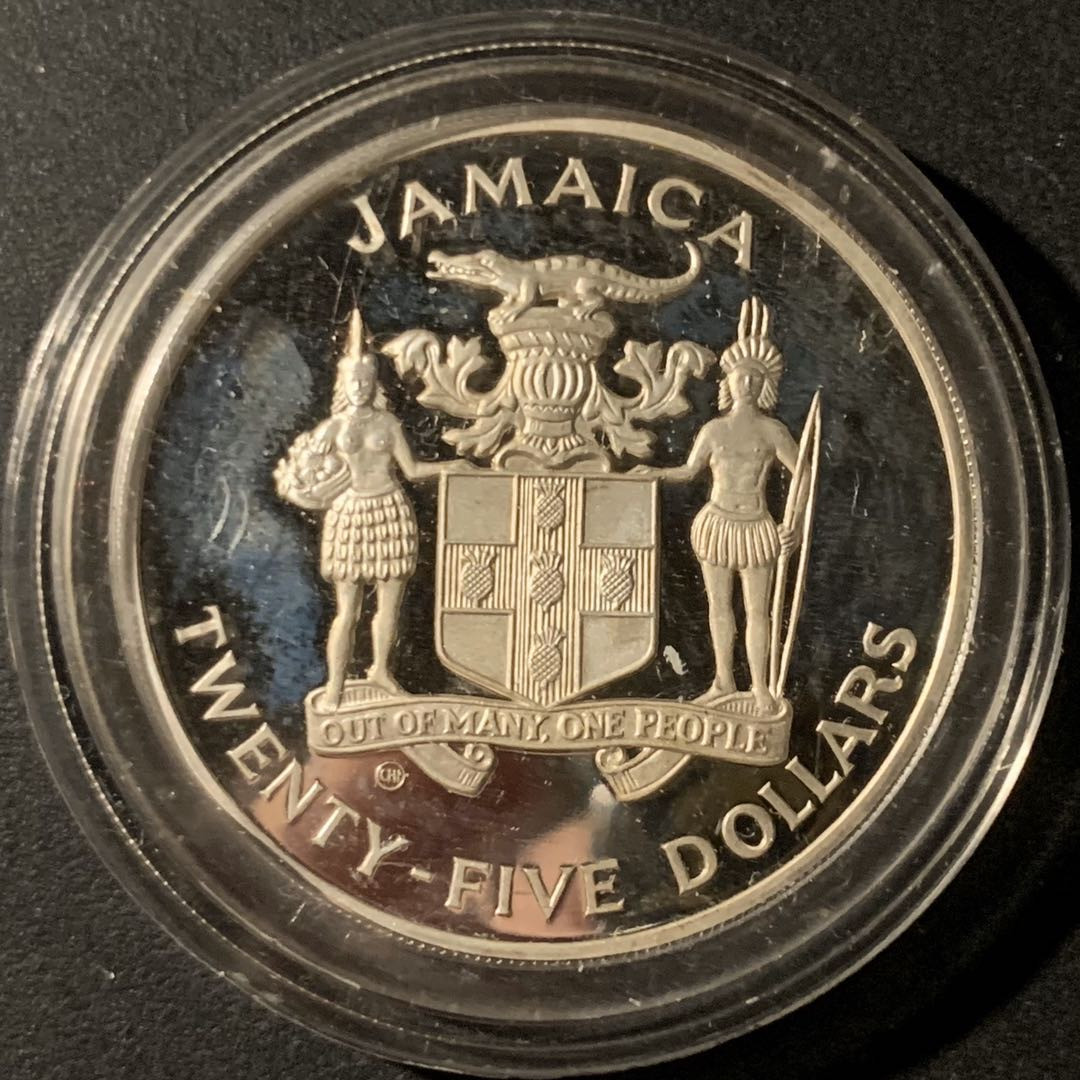 JAMAICA
OUT OF MANY, ONE PEOPLE
CHI
TWENTY-FIVE DOLLARS